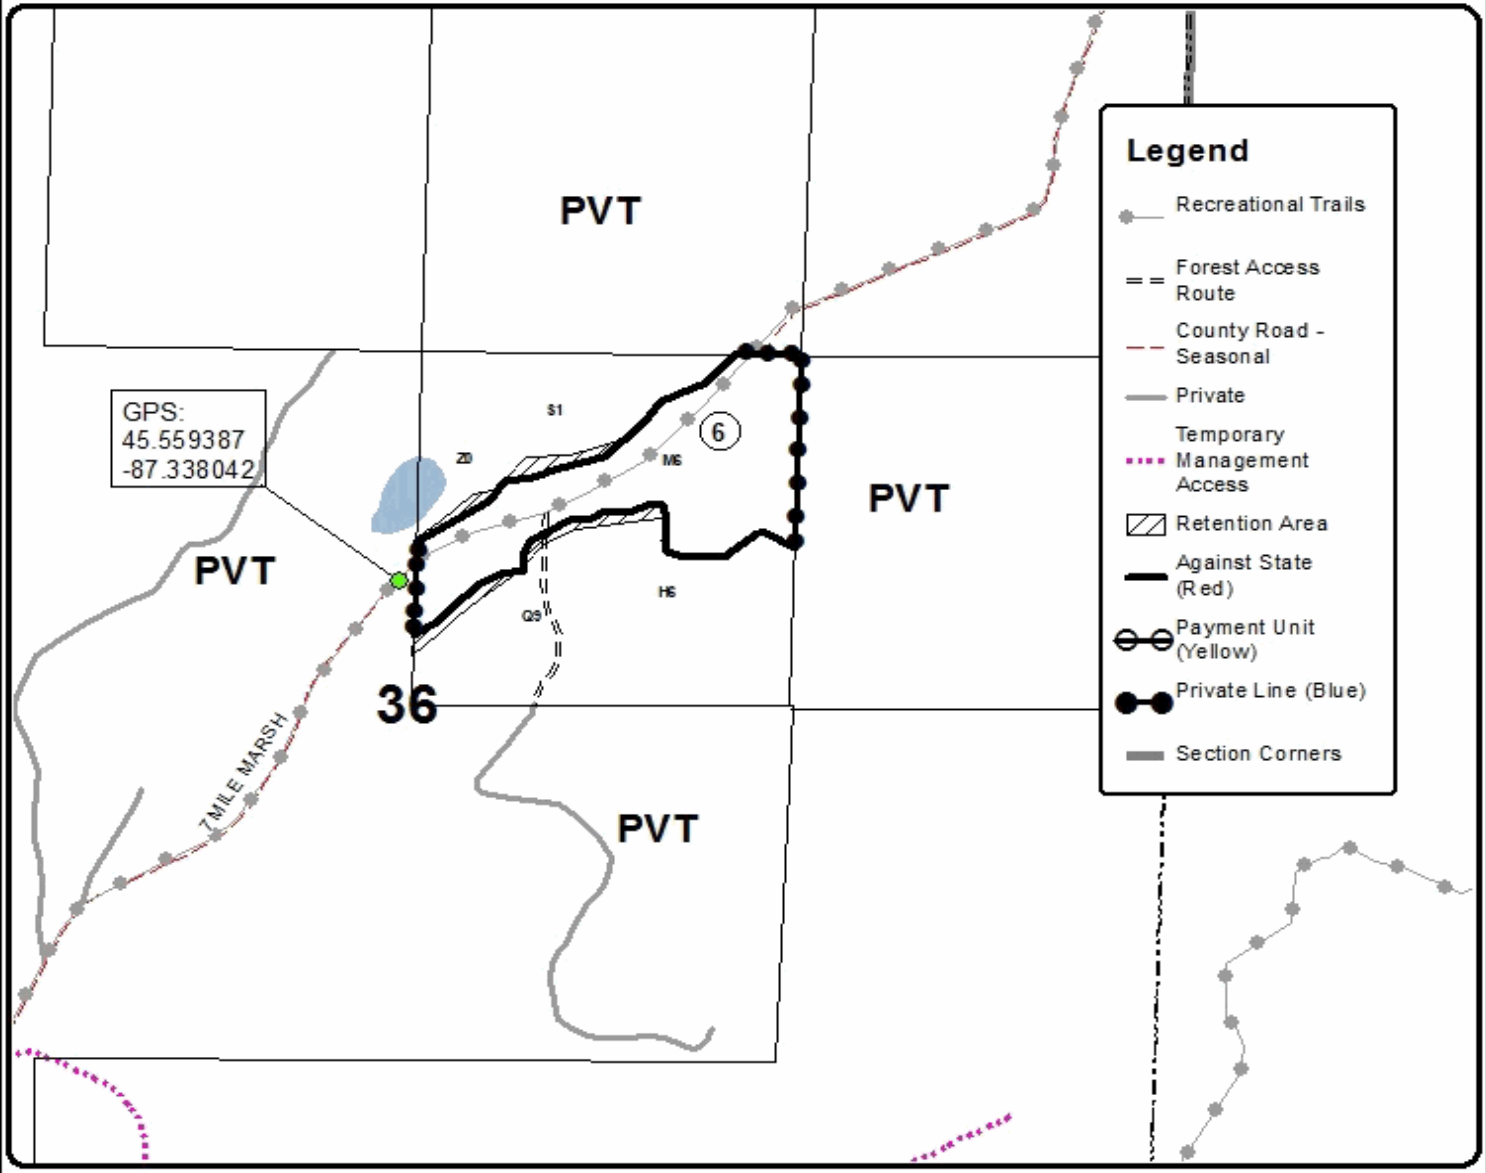 PVT
GPS:
45.559387
-87.338042
S1
Z0
6
M6
PVT
PVT
H6
Q9
36
7 MILE MARSH
PVT
Legend
Recreational Trails
Forest Access
Route
County Road -
Seasonal
Private
Temporary
Management
Access
Retention Area
Against State
(Red)
Payment Unit
(Yellow)
Private Line (Blue)
Section Corners